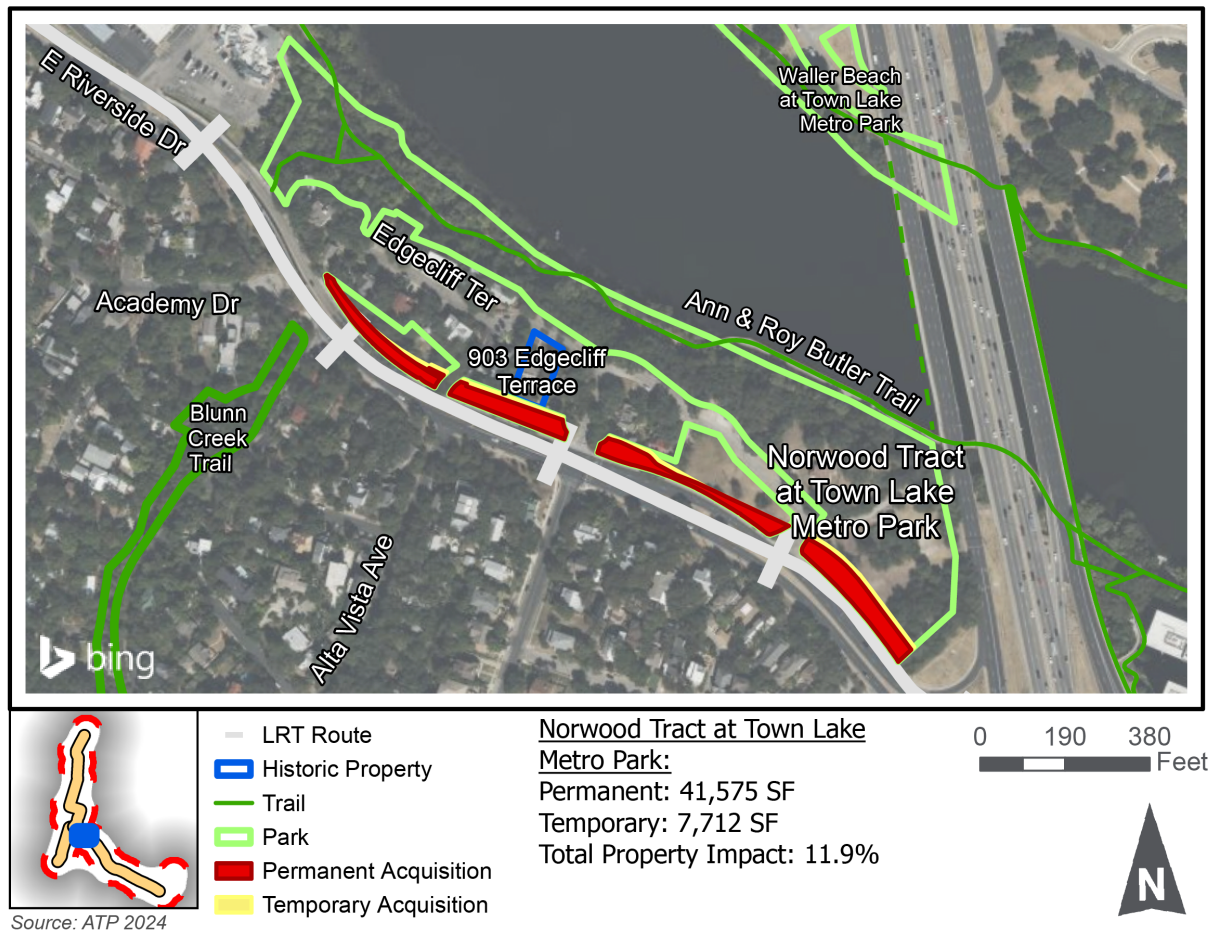 E Riverside Dr
Waller Beach
at Town Lake
Metro Park
Edgecliff Ter
Academy Dr
Ann & Roy Butler Trail
903 Edgecliff
Terrace
Blunn
Creek
Trail
Norwood Tract
at Town Lake
Metro Park
Alta Vista Ave
bing
LRT Route
Historic Property
Trail
Park
Permanent Acquisition
Temporary Acquisition
Norwood Tract at Town Lake
Metro Park:
Permanent: 41,575 SF
Temporary: 7,712 SF
Total Property Impact: 11.9%
0 190 380
Feet
N
Source: ATP 2024